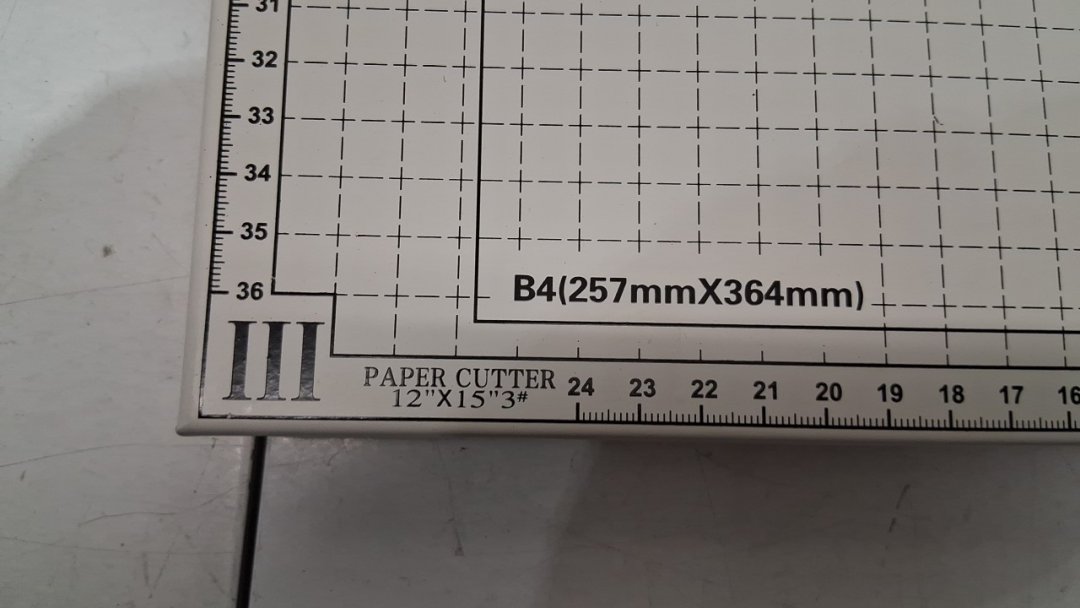 31
32
33
34
35
36
B4(257mmX364mm)
III
PAPER CUTTER
12"X15"3#
24 23 22 21 20 19 18 17 16